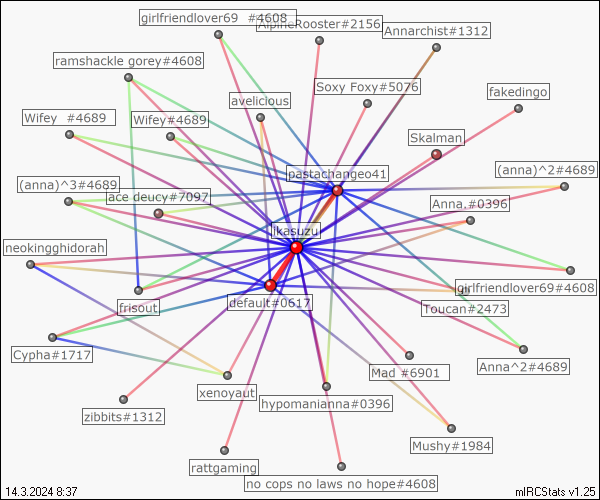 girlfriendlover69 #4608
AlpineRooster#2156
Annarchist#1312
ramshackle gorey#4608
Soxy Foxy#5076
fakedingo
avelicious
Wifey #4689
Wifey#4689
Skalman
pastachangeo41
(anna)^2#4689
(anna)^3#4689
ace deucy#7097
Anna.#0396
ikasuzu
neokingghidorah
girlfriendlover69#4608
frisout
default#0617
Toucan#2473
Cypha#1717
Mad #6901
Anna^2#4689
xenoyaut
hypomanianna#0396
zibbits#1312
Mushy#1984
rattgaming
no cops no laws no hope#4608
14.3.2024 8:37
mIRCStats v1.25